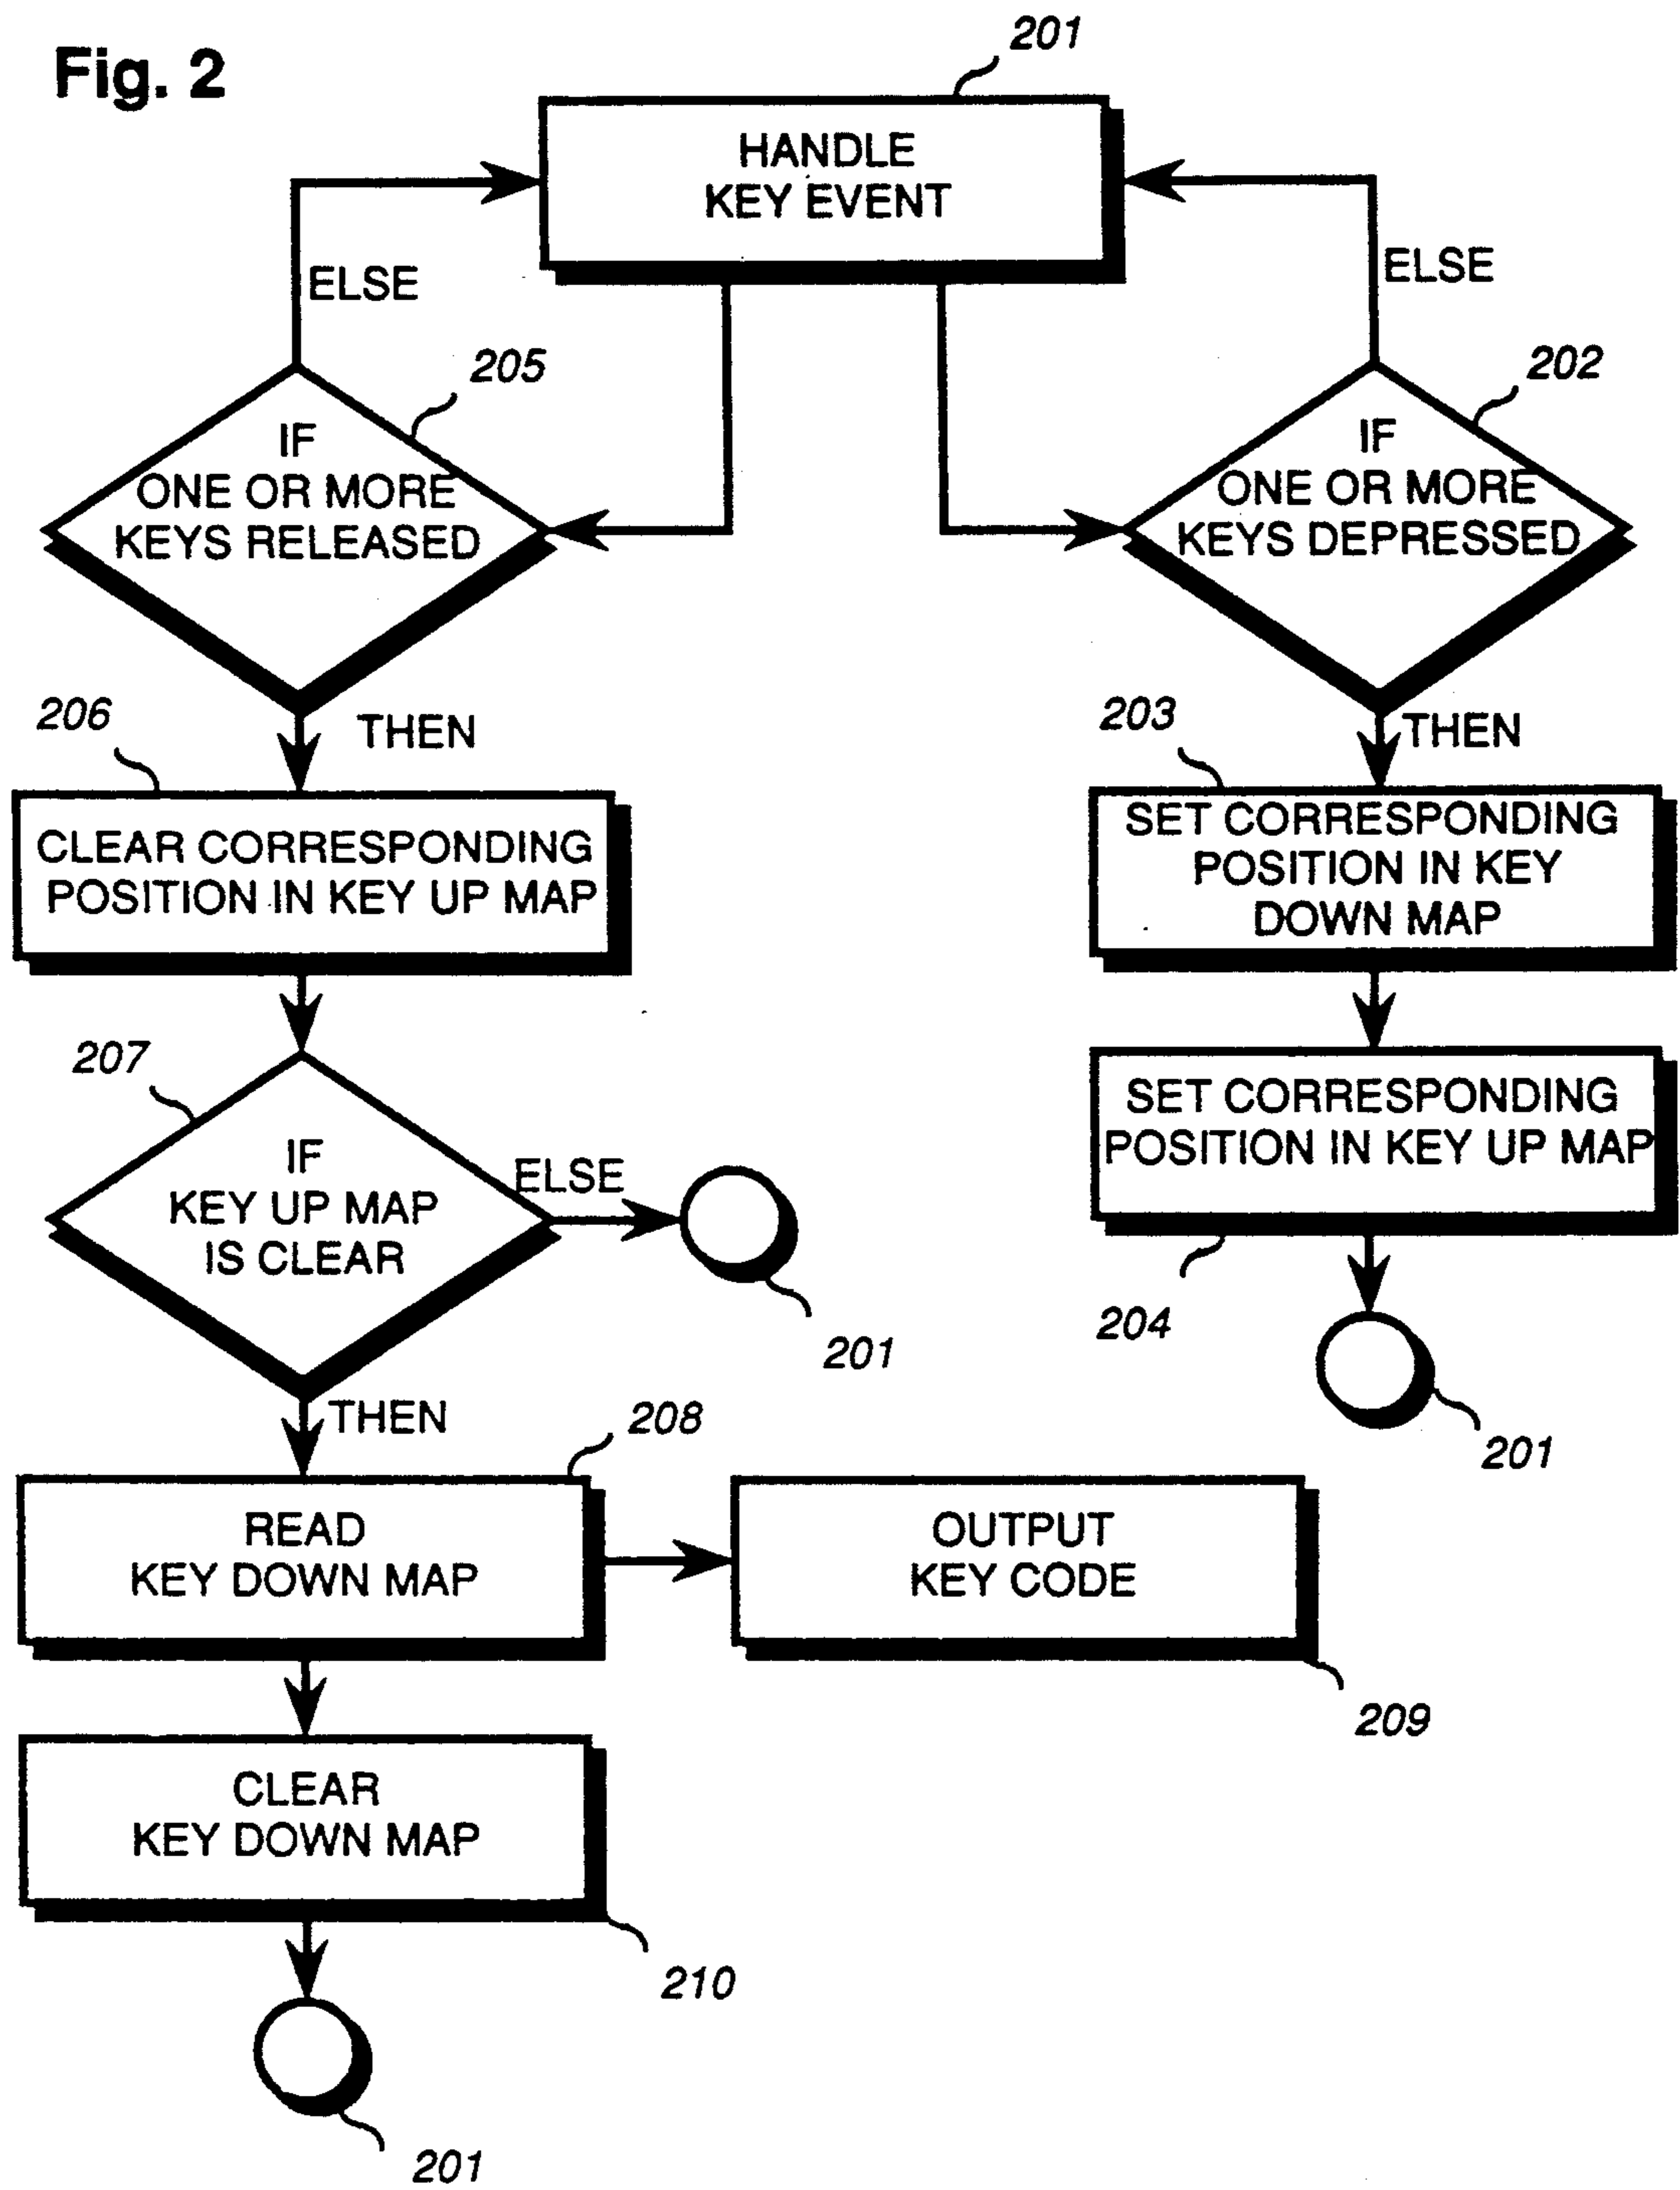 Fig. 2
201
HANDLE
KEY EVENT
ELSE
ELSE
205
202
IF
ONE OR MORE
KEYS RELEASED
IF
ONE OR MORE
KEYS DEPRESSED
206
THEN
203
THEN
CLEAR CORRESPONDING
POSITION IN KEY UP MAP
SET CORRESPONDING
POSITION IN KEY
DOWN MAP
207
IF
KEY UP MAP
IS CLEAR
ELSE
201
SET CORRESPONDING
POSITION IN KEY UP MAP
204
201
THEN
208
READ
KEY DOWN MAP
OUTPUT
KEY CODE
209
CLEAR
KEY DOWN MAP
210
201